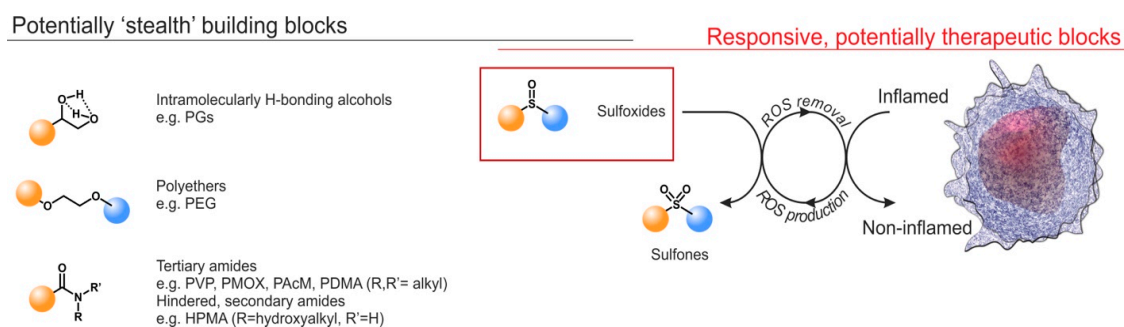 Potentially ‘stealth’ building blocks
Responsive, potentially therapeutic blocks
O H
H O
Intramolecularly H-bonding alcohols
e.g. PGs
O
S
Sulfoxides
ROS removal
Inflamed
O O
Polyethers
e.g. PEG
O O
S
Sulfones
ROS production
Non-inflamed
O
N R'
R
Tertiary amides
e.g. PVP, PMOX, PAcM, PDMA (R,R'= alkyl)
Hindered, secondary amides
e.g. HPMA (R=hydroxyalkyl, R'=H)